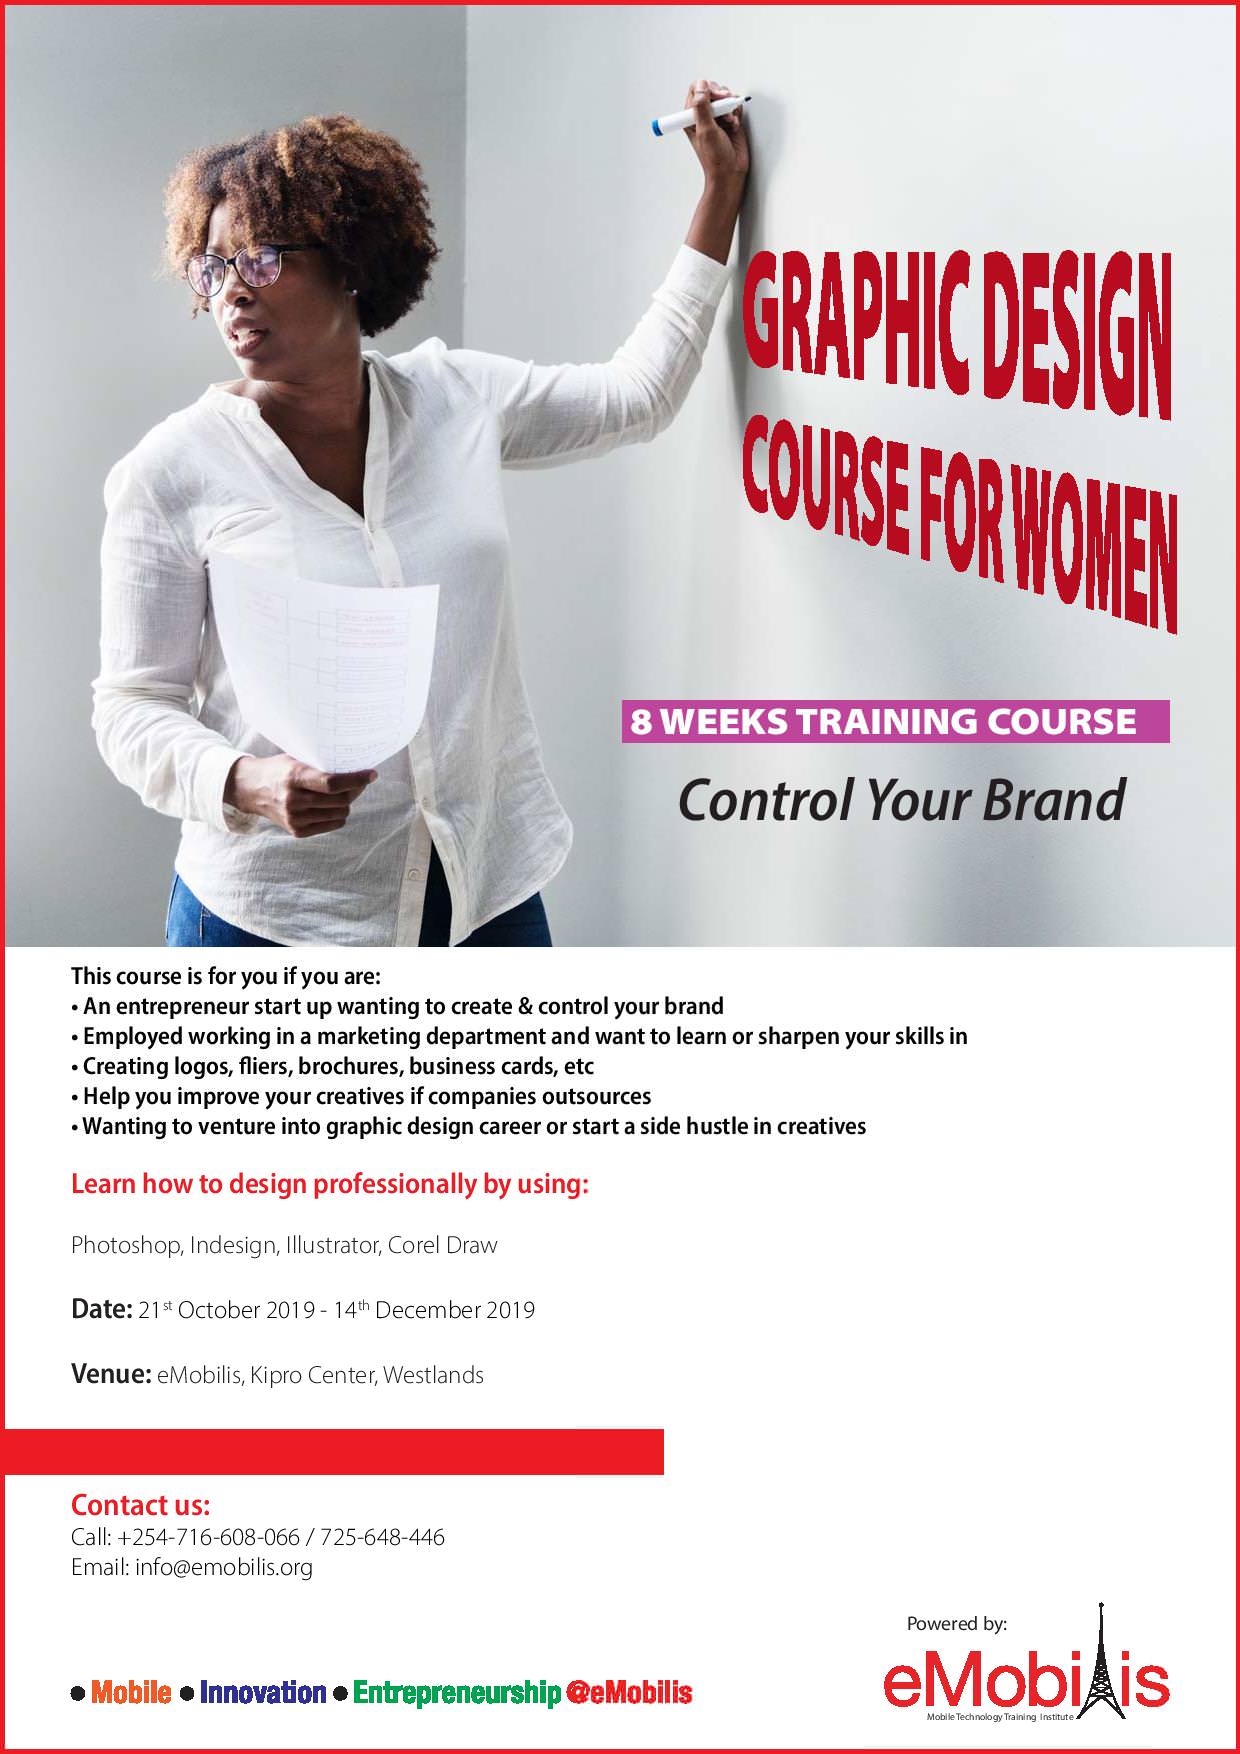 GRAPHIC DESIGN
COURSE FOR WOMEN
8 WEEKS TRAINING COURSE
Control Your Brand
This course is for you if you are:
• An entrepreneur start up wanting to create & control your brand
• Employed working in a marketing department and want to learn or sharpen your skills in
• Creating logos, fliers, brochures, business cards, etc
• Help you improve your creatives if companies outsources
• Wanting to venture into graphic design career or start a side hustle in creatives
Learn how to design professionally by using:
Photoshop, Indesign, Illustrator, Corel Draw
Date: 21st October 2019 - 14th December 2019
Venue: eMobilis, Kipro Center, Westlands
Contact us:
Call: +254-716-608-066 / 725-648-446
Email: info@emobilis.org
Powered by:
eMobilis
Mobile Technology Training Institute
• Mobile • Innovation • Entrepreneurship @eMobilis